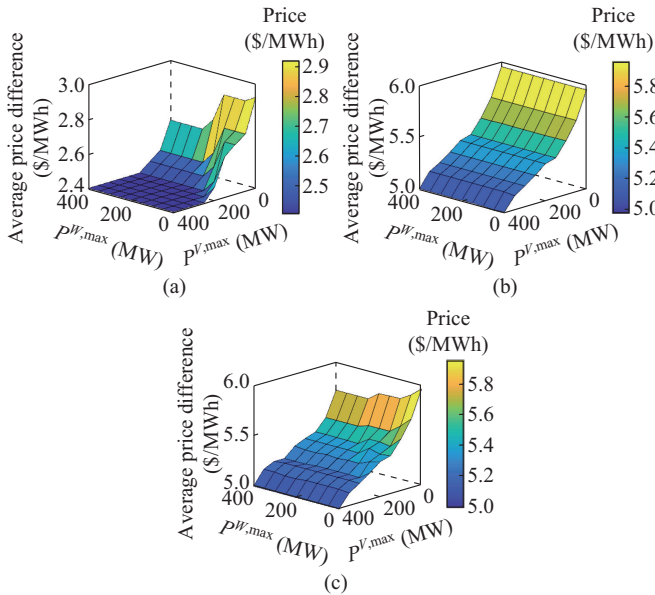 Price
($/MWh)
Average price difference
($/MWh)
3.0
2.8
2.6
2.4
400
200
0
P^{W,max} (MW)
400
200
0
P^{V,max}
(MW)
2.9
2.8
2.7
2.6
2.5
(a)
Price
($/MWh)
Average price difference
($/MWh)
6.0
5.5
5.0
400
200
0
P^{W,max} (MW)
400
200
0
P^{V,max} (MW)
5.8
5.6
5.4
5.2
5.0
(b)
Price
($/MWh)
Average price difference
($/MWh)
6.0
5.5
5.0
400
200
0
P^{W,max} (MW)
400
200
0
P^{V,max} (MW)
5.8
5.6
5.4
5.2
5.0
(c)